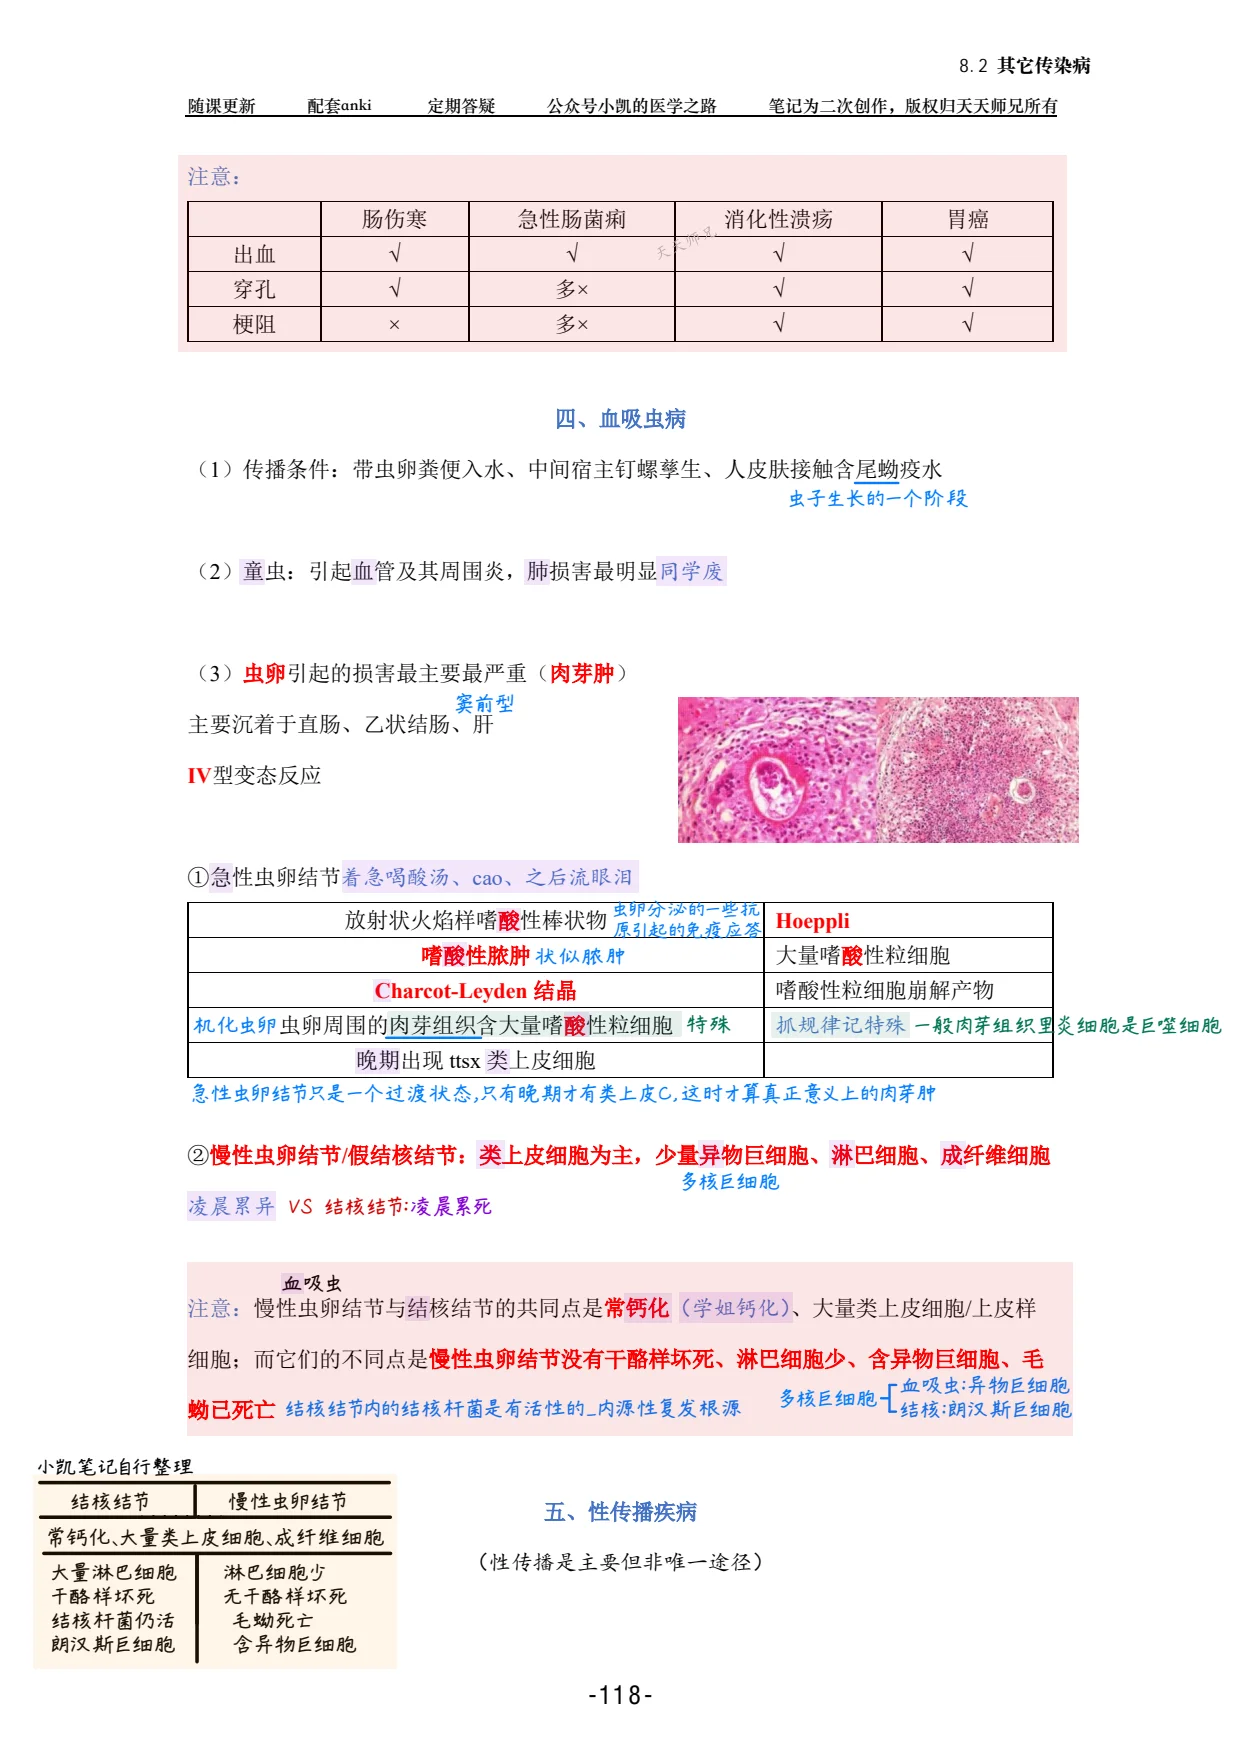 8.2 其它传染病
随课更新 配套anki 定期答疑 公众号小凯的医学之路 笔记为二次创作，版权归天天师兄所有
注意：
肠伤寒 急性肠菌痢 消化性溃疡 胃癌
天天师兄
出血 √ √ √ √
穿孔 √ 多× √ √
梗阻 × 多× √ √
四、血吸虫病
（1）传播条件：带虫卵粪便入水、中间宿主钉螺孳生、人皮肤接触含尾蚴疫水
虫子生长的一个阶段
（2）童虫：引起血管及其周围炎，肺损害最明显同学废
（3）虫卵引起的损害最主要最严重（肉芽肿）
窦前型
主要沉着于直肠、乙状结肠、肝
IV型变态反应
①急性虫卵结节着急喝酸汤、cao、之后流眼泪
放射状火焰样嗜酸性棒状物 虫卵分泌的一些抗原引起的免疫应答 Hoeppli
嗜酸性脓肿 状似脓肿 大量嗜酸性粒细胞
Charcot-Leyden 结晶 嗜酸性粒细胞崩解产物
机化虫卵 虫卵周围的肉芽组织含大量嗜酸性粒细胞 特殊 抓规律记特殊 一般肉芽组织里炎细胞是巨噬细胞
晚期出现 ttsx 类上皮细胞
急性虫卵结节只是一个过渡状态,只有晚期才有类上皮C,这时才算真正意义上的肉芽肿
②慢性虫卵结节/假结核结节：类上皮细胞为主，少量异物巨细胞、淋巴细胞、成纤维细胞
多核巨细胞
凌晨累异 VS 结核结节:凌晨累死
血吸虫
注意：慢性虫卵结节与结核结节的共同点是常钙化（学姐钙化）、大量类上皮细胞/上皮样
细胞；而它们的不同点是慢性虫卵结节没有干酪样坏死、淋巴细胞少、含异物巨细胞、毛
蚴已死亡 结核结节内的结核杆菌是有活性的_内源性复发根源 多核巨细胞 血吸虫:异物巨细胞
结核:朗汉斯巨细胞
小凯笔记自行整理
结核结节 慢性虫卵结节
常钙化、大量类上皮细胞、成纤维细胞
大量淋巴细胞 淋巴细胞少
干酪样坏死 无干酪样坏死
结核杆菌仍活 毛蚴死亡
朗汉斯巨细胞 含异物巨细胞
五、性传播疾病
（性传播是主要但非唯一途径）
-118-